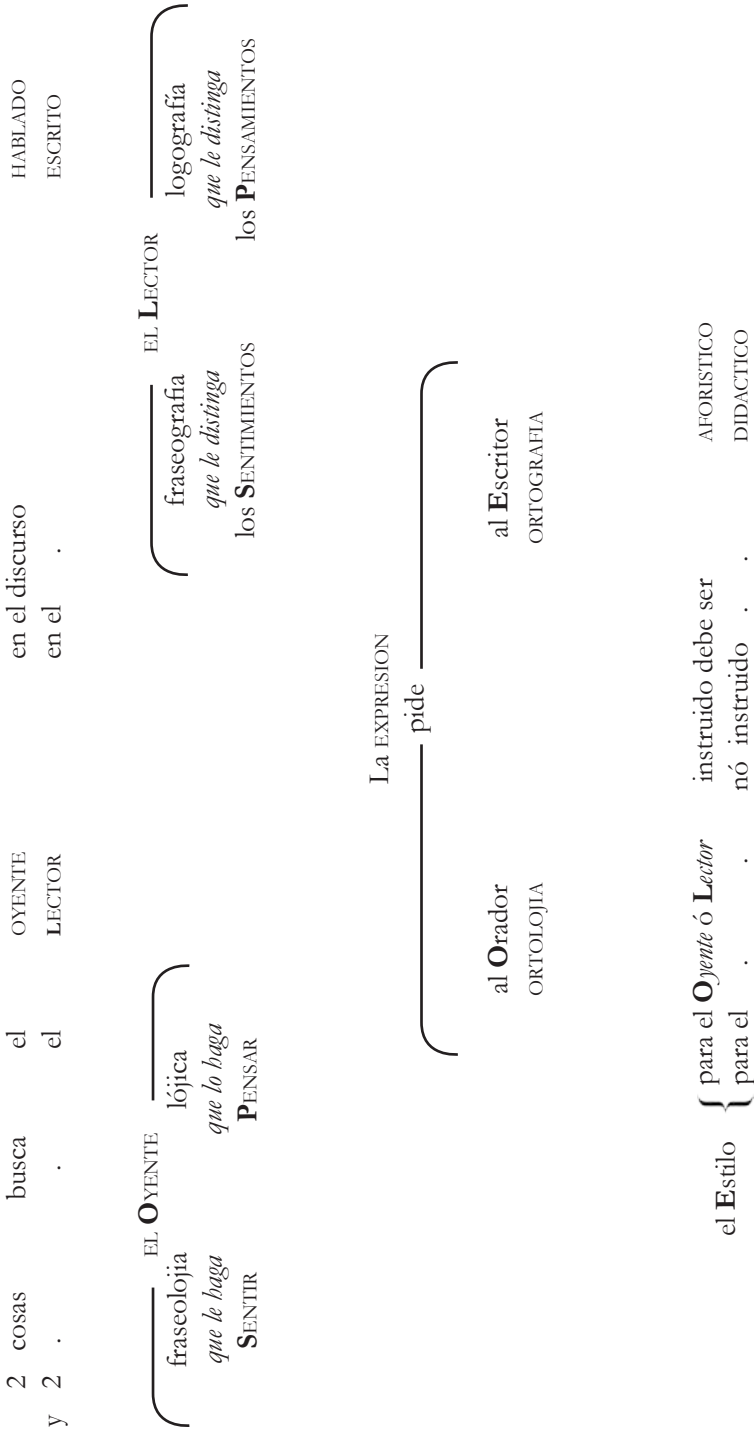 2 cosas busca el OYENTE en el discurso HABLADO
y 2 . . el LECTOR en el . ESCRITO
EL OYENTE EL LECTOR
fraseolojia lójica fraseografia logografía
que le haga que lo haga que le distinga que le distinga
SENTIR PENSAR los SENTIMIENTOS los PENSAMIENTOS
La EXPRESION
pide
al Orador al Escritor
ORTOLOJIA ORTOGRAFIA
el Estilo { para el Oyente ó Lector instruido debe ser AFORISTICO
para el . . nó instruido . . DIDACTICO